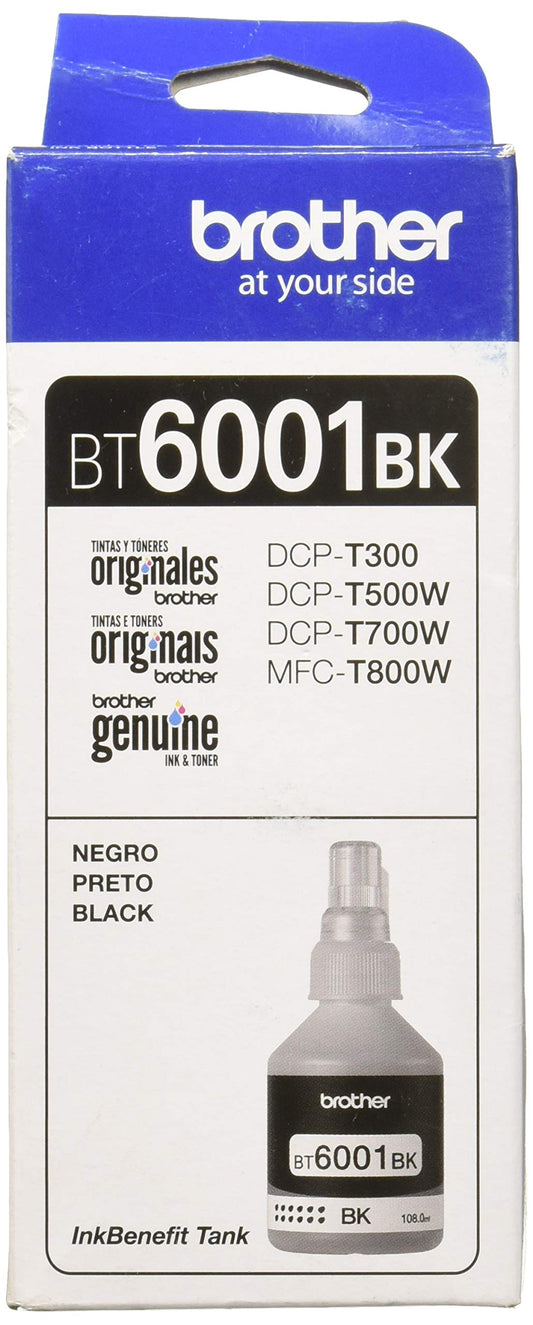 brother
at your side
BT6001BK
TINTAS Y TÓNERES
originales
brother
TINTAS E TONERS
originais
brother
brother
genuine
INK & TONER
DCP-T300
DCP-T500W
DCP-T700W
MFC-T800W
NEGRO
PRETO
BLACK
brother
BT6001BK
BK 108.0ml
InkBenefit Tank